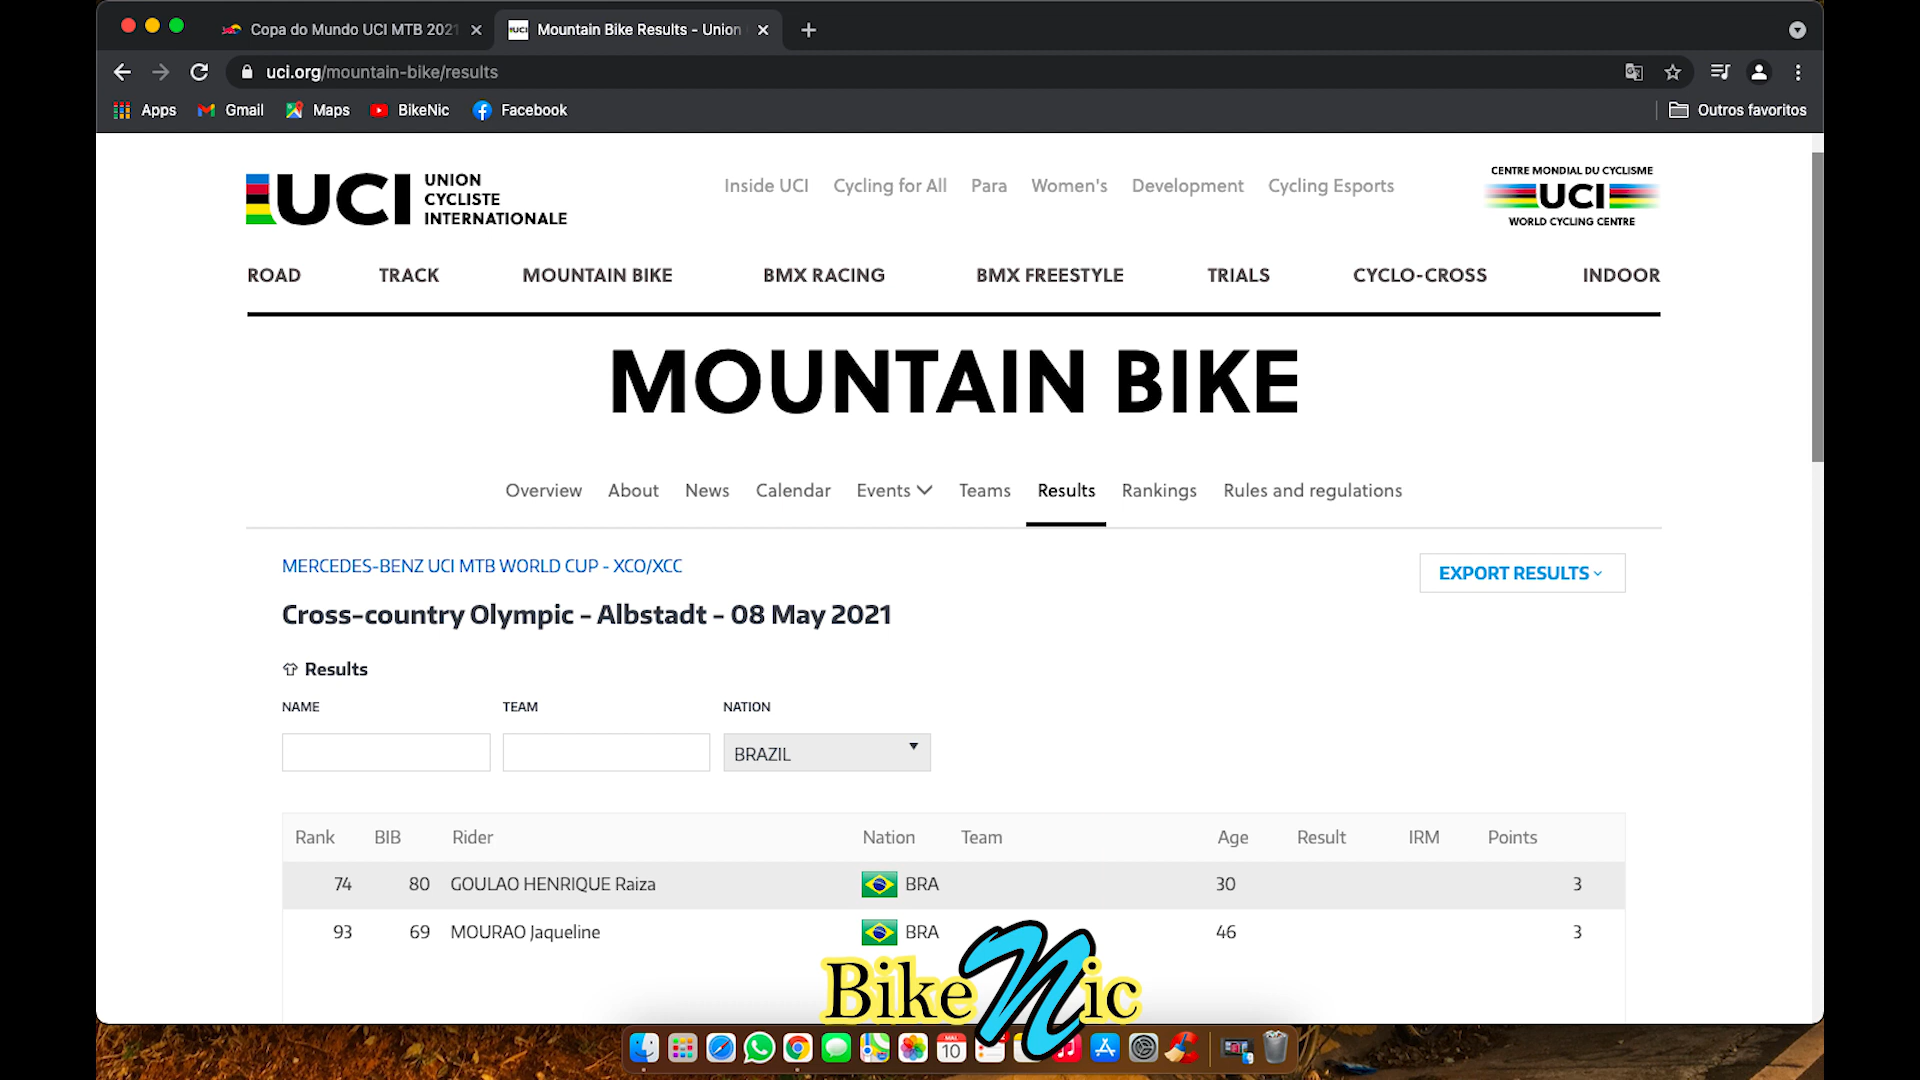 Copa do Mundo UCI MTB 2021
Mountain Bike Results - Union
uci.org/mountain-bike/results
Apps
Gmail
Maps
BikeNic
Facebook
Outros favoritos
UCI UNION CYCLISTE INTERNATIONALE
Inside UCI
Cycling for All
Para
Women's
Development
Cycling Esports
CENTRE MONDIAL DU CYCLISME
UCI
WORLD CYCLING CENTRE
ROAD
TRACK
MOUNTAIN BIKE
BMX RACING
BMX FREESTYLE
TRIALS
CYCLO-CROSS
INDOOR
MOUNTAIN BIKE
Overview
About
News
Calendar
Events
Teams
Results
Rankings
Rules and regulations
MERCEDES-BENZ UCI MTB WORLD CUP - XCO/XCC
EXPORT RESULTS
Cross-country Olympic - Albstadt - 08 May 2021
Results
NAME
TEAM
NATION
BRAZIL
Rank BIB Rider Nation Team Age Result IRM Points
74 80 GOULAO HENRIQUE Raiza BRA 30 3
93 69 MOURAO Jaqueline BRA 46 3
BikeNic
10